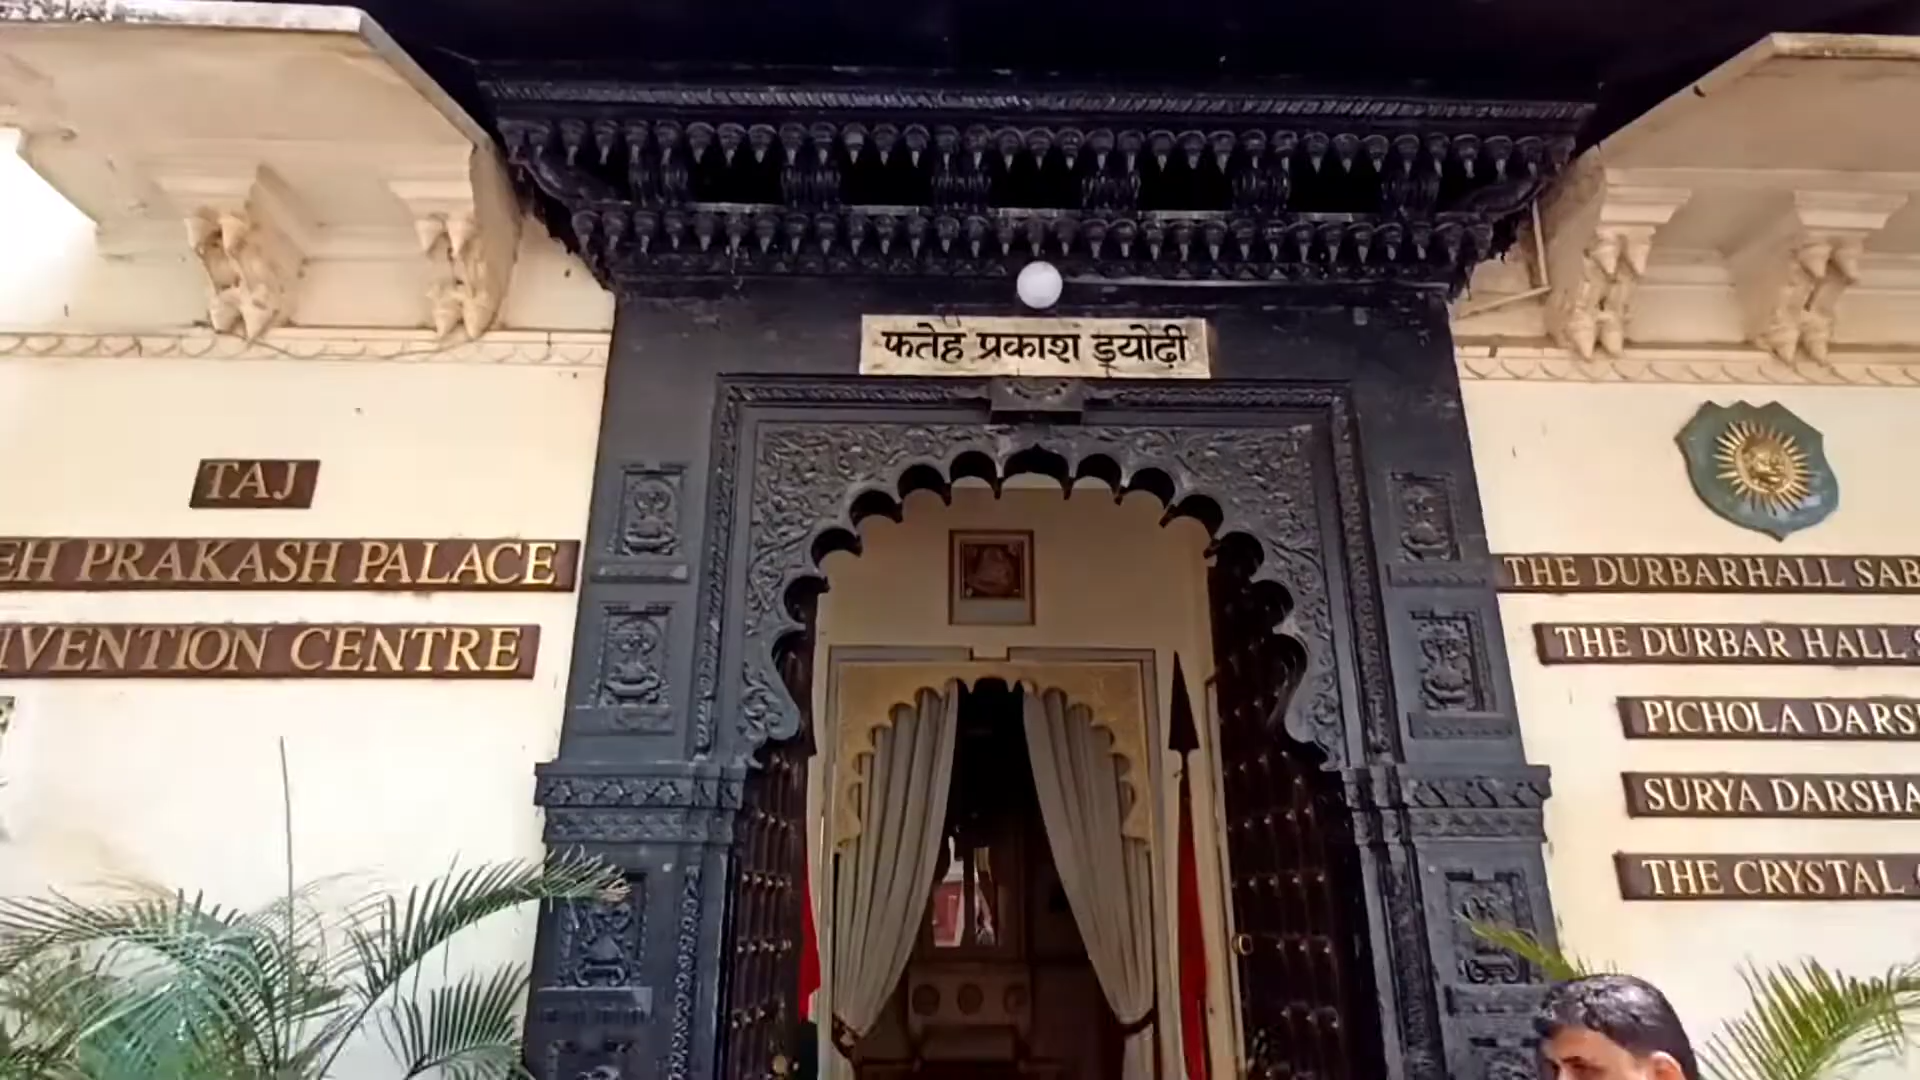 फतेह प्रकाश ड्योढ़ी
TAJ
EH PRAKASH PALACE
NVENTION CENTRE
THE DURBARHALL SAB
THE DURBAR HALL S
PICHOLA DARS
SURYA DARSHA
THE CRYSTAL